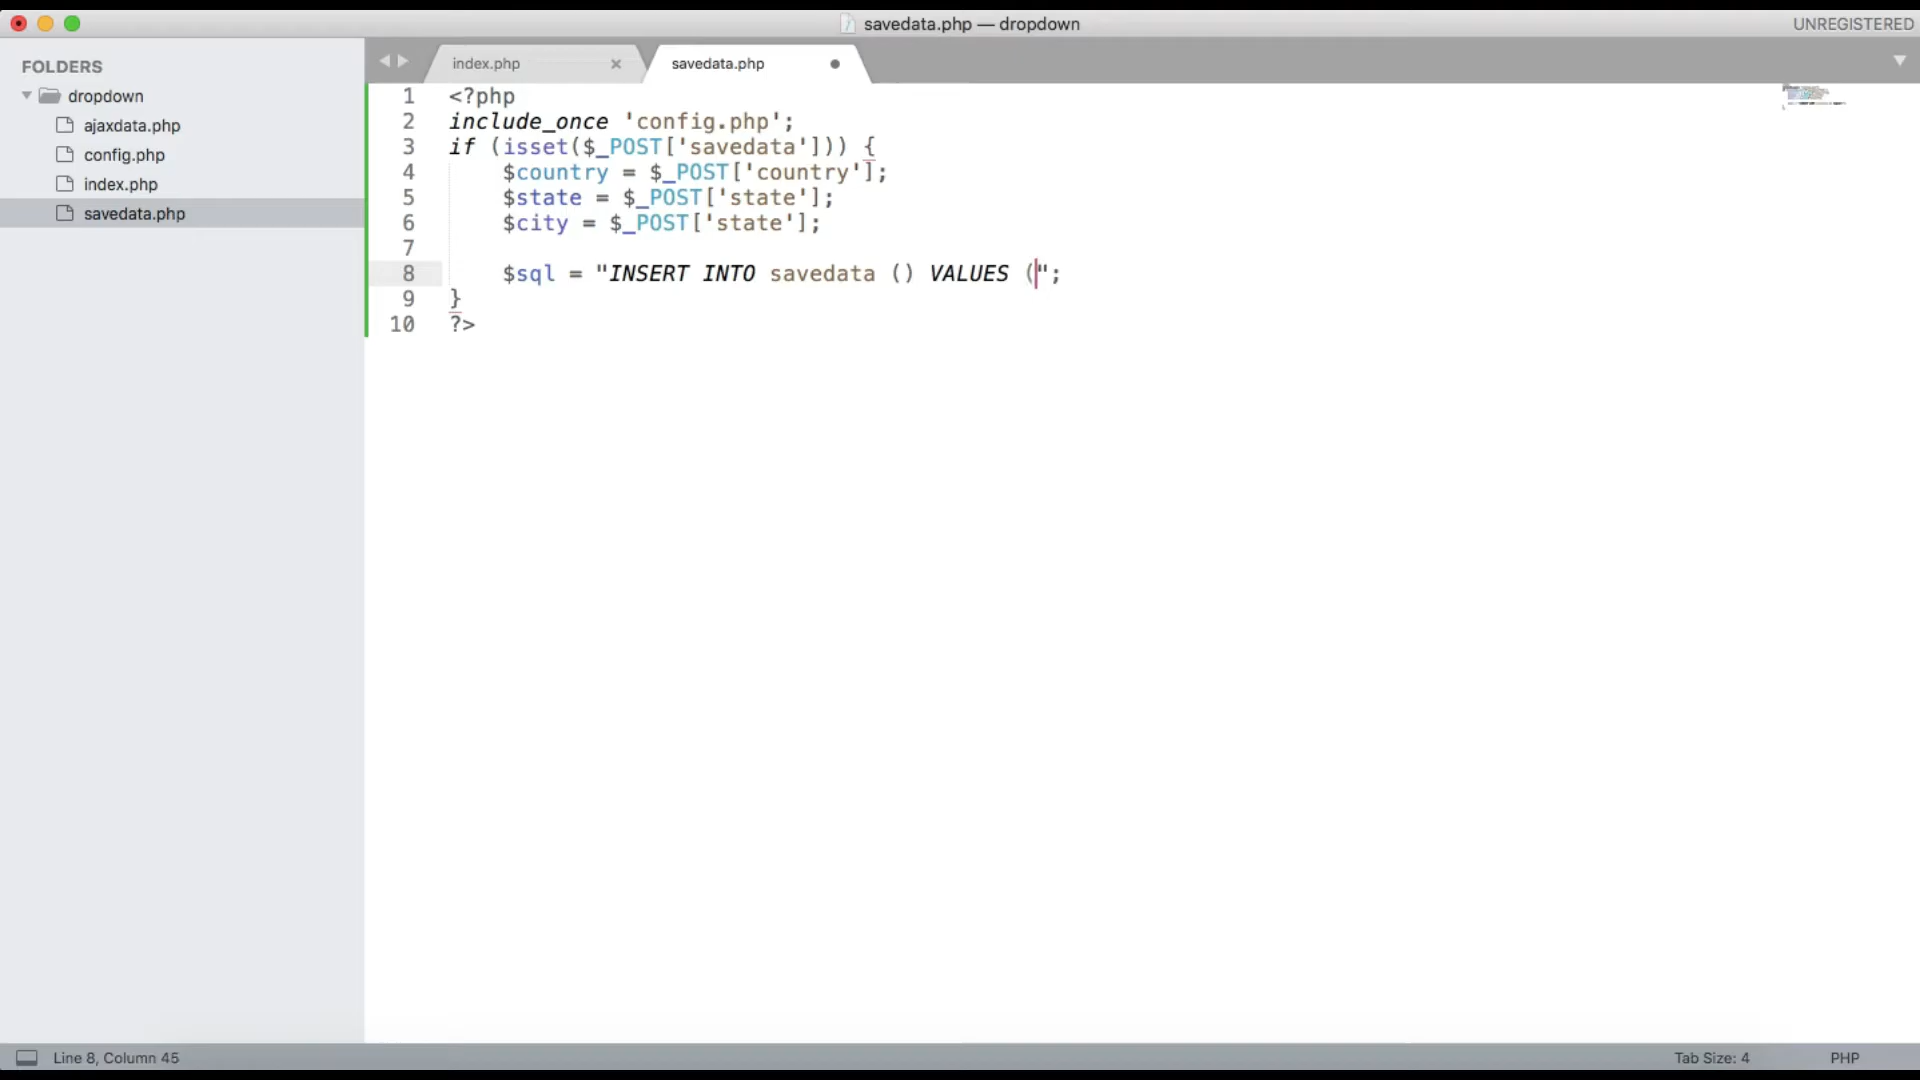 savedata.php — dropdown
UNREGISTERED
FOLDERS
dropdown
ajaxdata.php
config.php
index.php
savedata.php
index.php
savedata.php
1 <?php
2 include_once 'config.php';
3 if (isset($_POST['savedata'])) {
4     $country = $_POST['country'];
5     $state = $_POST['state'];
6     $city = $_POST['state'];
7
8     $sql = "INSERT INTO savedata () VALUES (";
9 }
10 ?>
Line 8, Column 45
Tab Size: 4
PHP